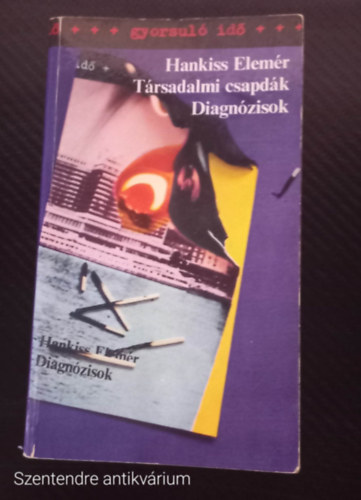 ő + + + gyorsuló idő + + +
idő +
Hankiss Elemér
Társadalmi csapdák
Diagnózisok
Hankiss Elemér
Diagnózisok
Szentendre antikvárium